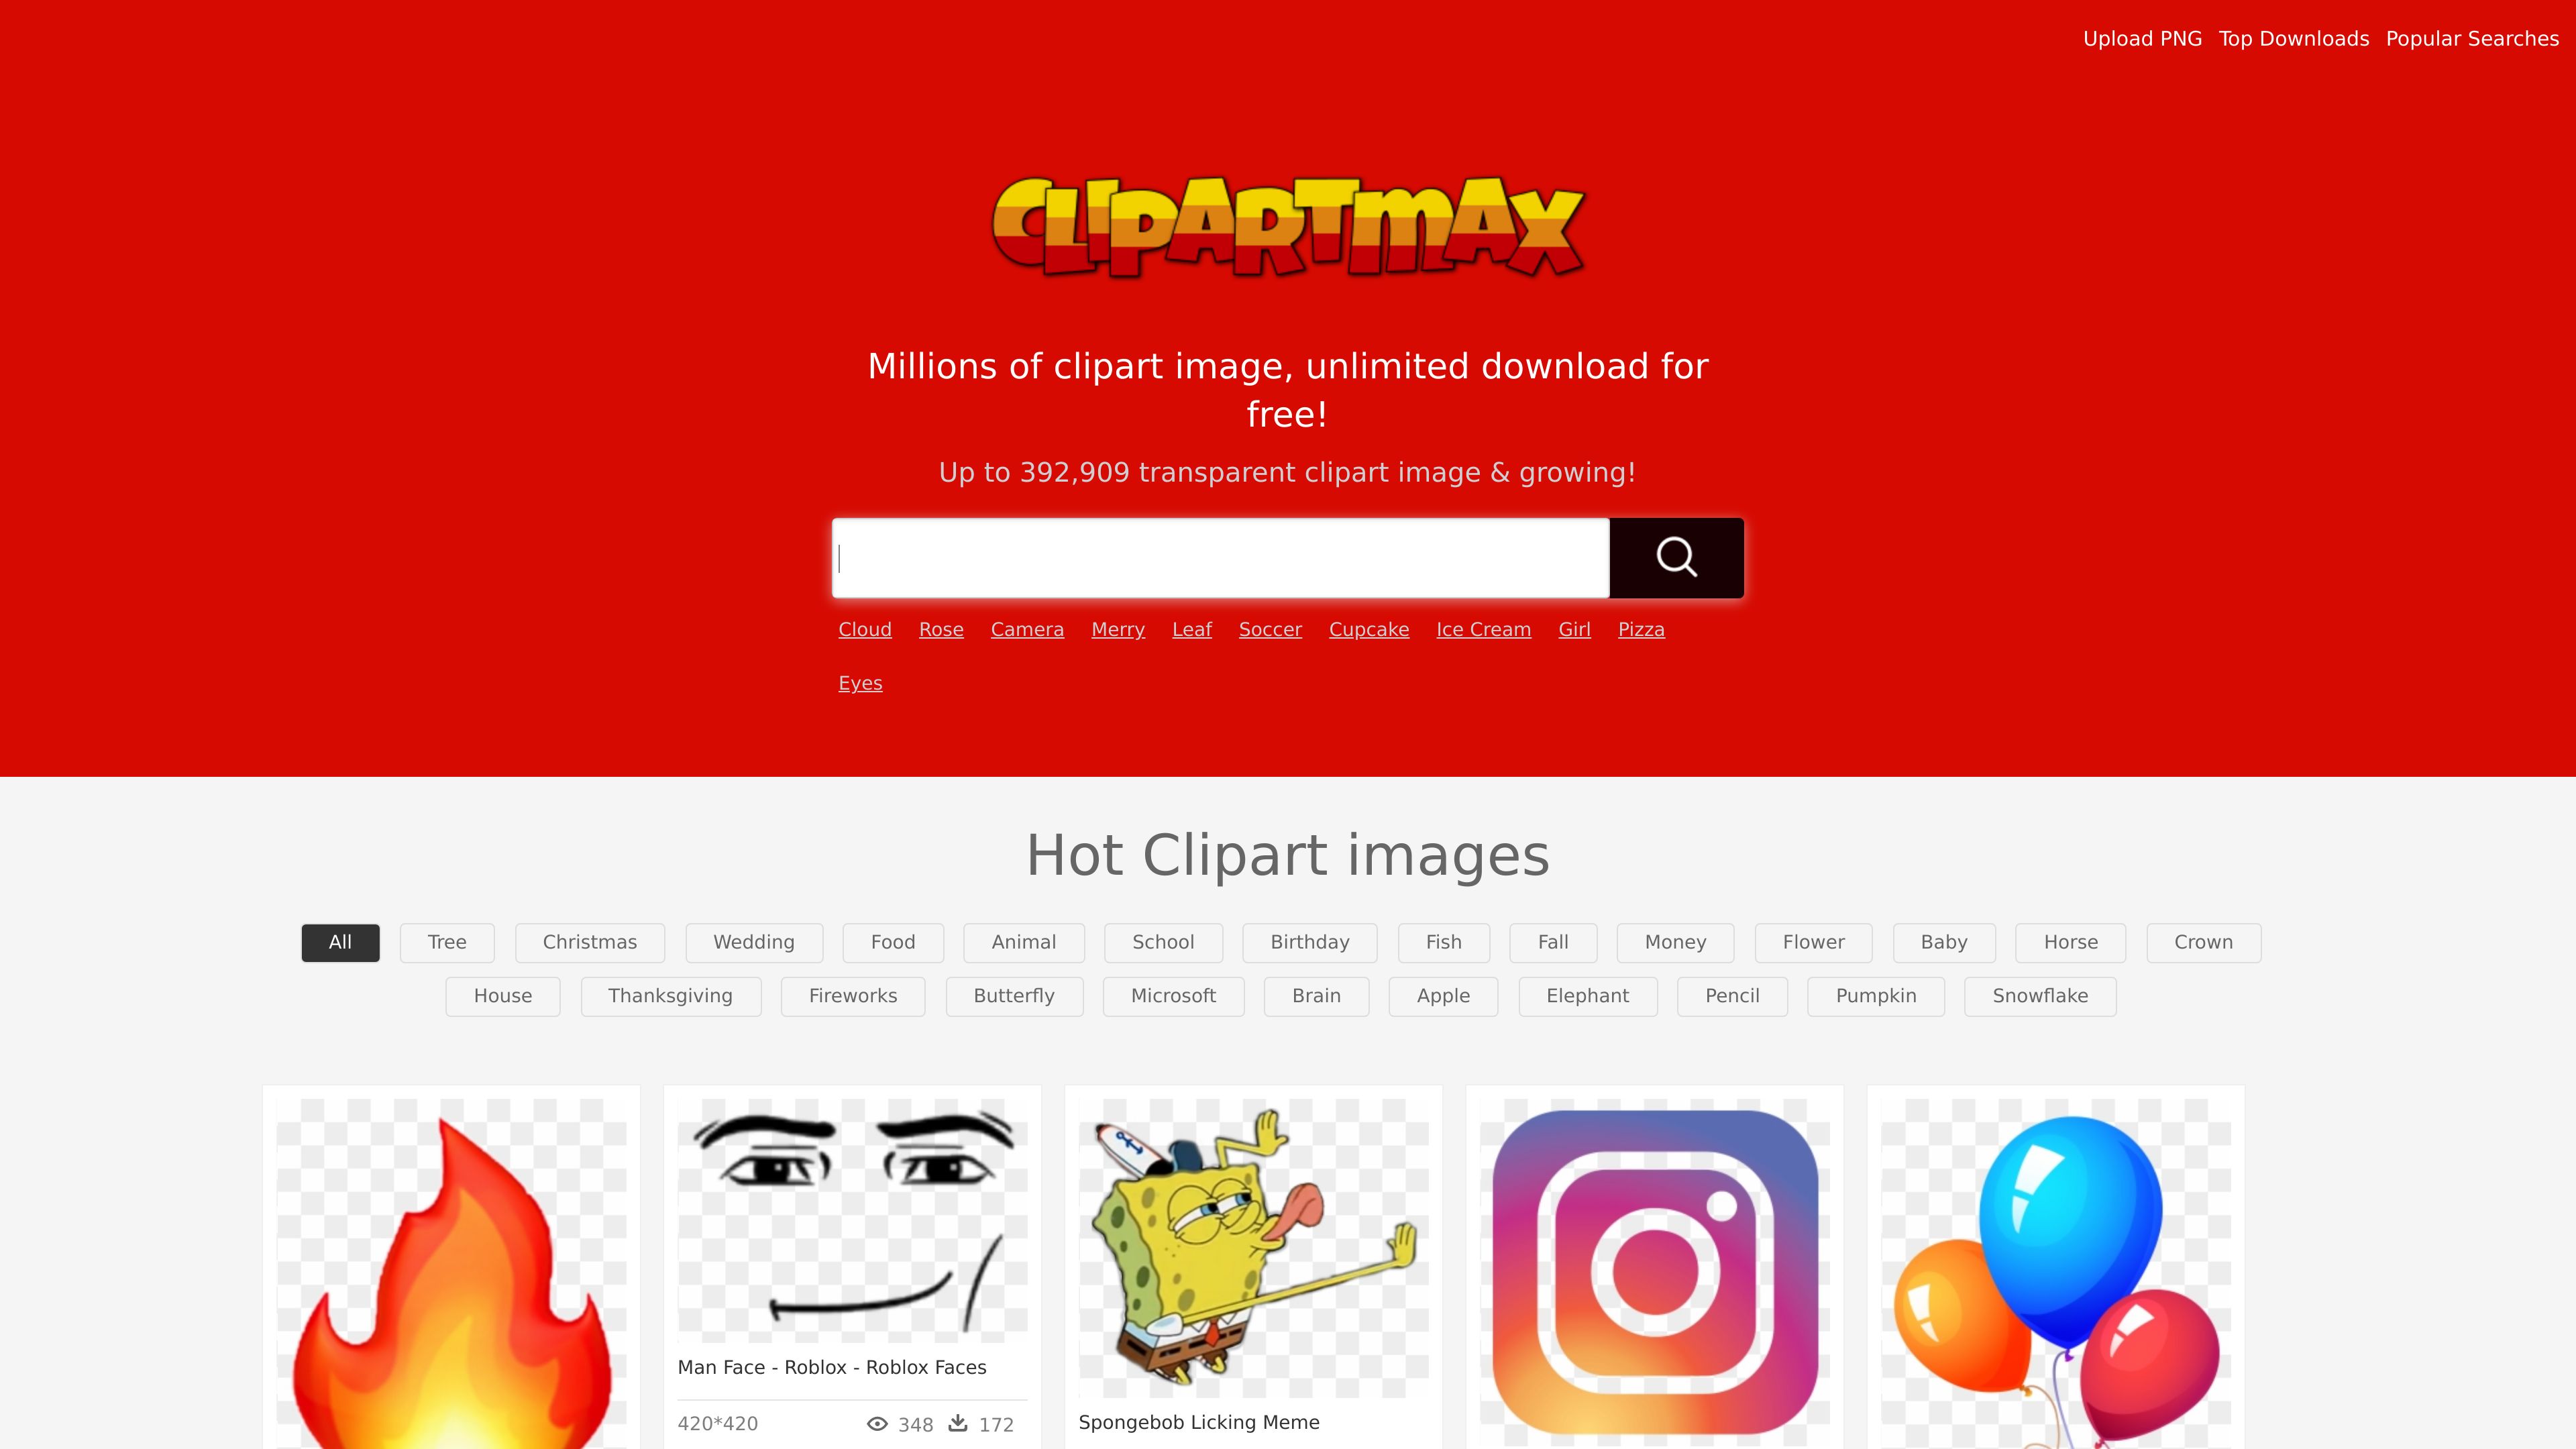 Upload PNG Top Downloads Popular Searches
CLIPARTMAX
Millions of clipart image, unlimited download for
free!
Up to 392,909 transparent clipart image & growing!
Cloud Rose Camera Merry Leaf Soccer Cupcake Ice Cream Girl Pizza
Eyes
Hot Clipart images
All Tree Christmas Wedding Food Animal School Birthday Fish Fall Money Flower Baby Horse Crown
House Thanksgiving Fireworks Butterfly Microsoft Brain Apple Elephant Pencil Pumpkin Snowflake
Man Face - Roblox - Roblox Faces
420*420 348 172
Spongebob Licking Meme